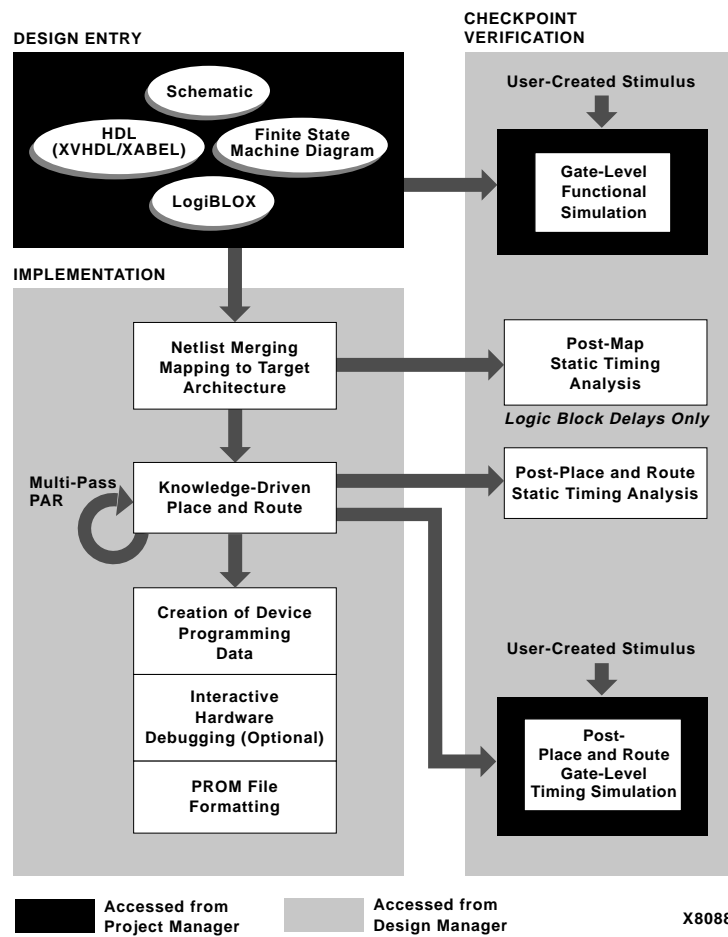 DESIGN ENTRY
Schematic
HDL
(XVHDL/XABEL)
Finite State
Machine Diagram
LogiBLOX
CHECKPOINT
VERIFICATION
User-Created Stimulus
Gate-Level
Functional
Simulation
IMPLEMENTATION
Netlist Merging
Mapping to Target
Architecture
Post-Map
Static Timing
Analysis
Logic Block Delays Only
Multi-Pass
PAR
Knowledge-Driven
Place and Route
Post-Place and Route
Static Timing Analysis
Creation of Device
Programming
Data
Interactive
Hardware
Debugging (Optional)
PROM File
Formatting
User-Created Stimulus
Post-
Place and Route
Gate-Level
Timing Simulation
Accessed from
Project Manager
Accessed from
Design Manager
X8088